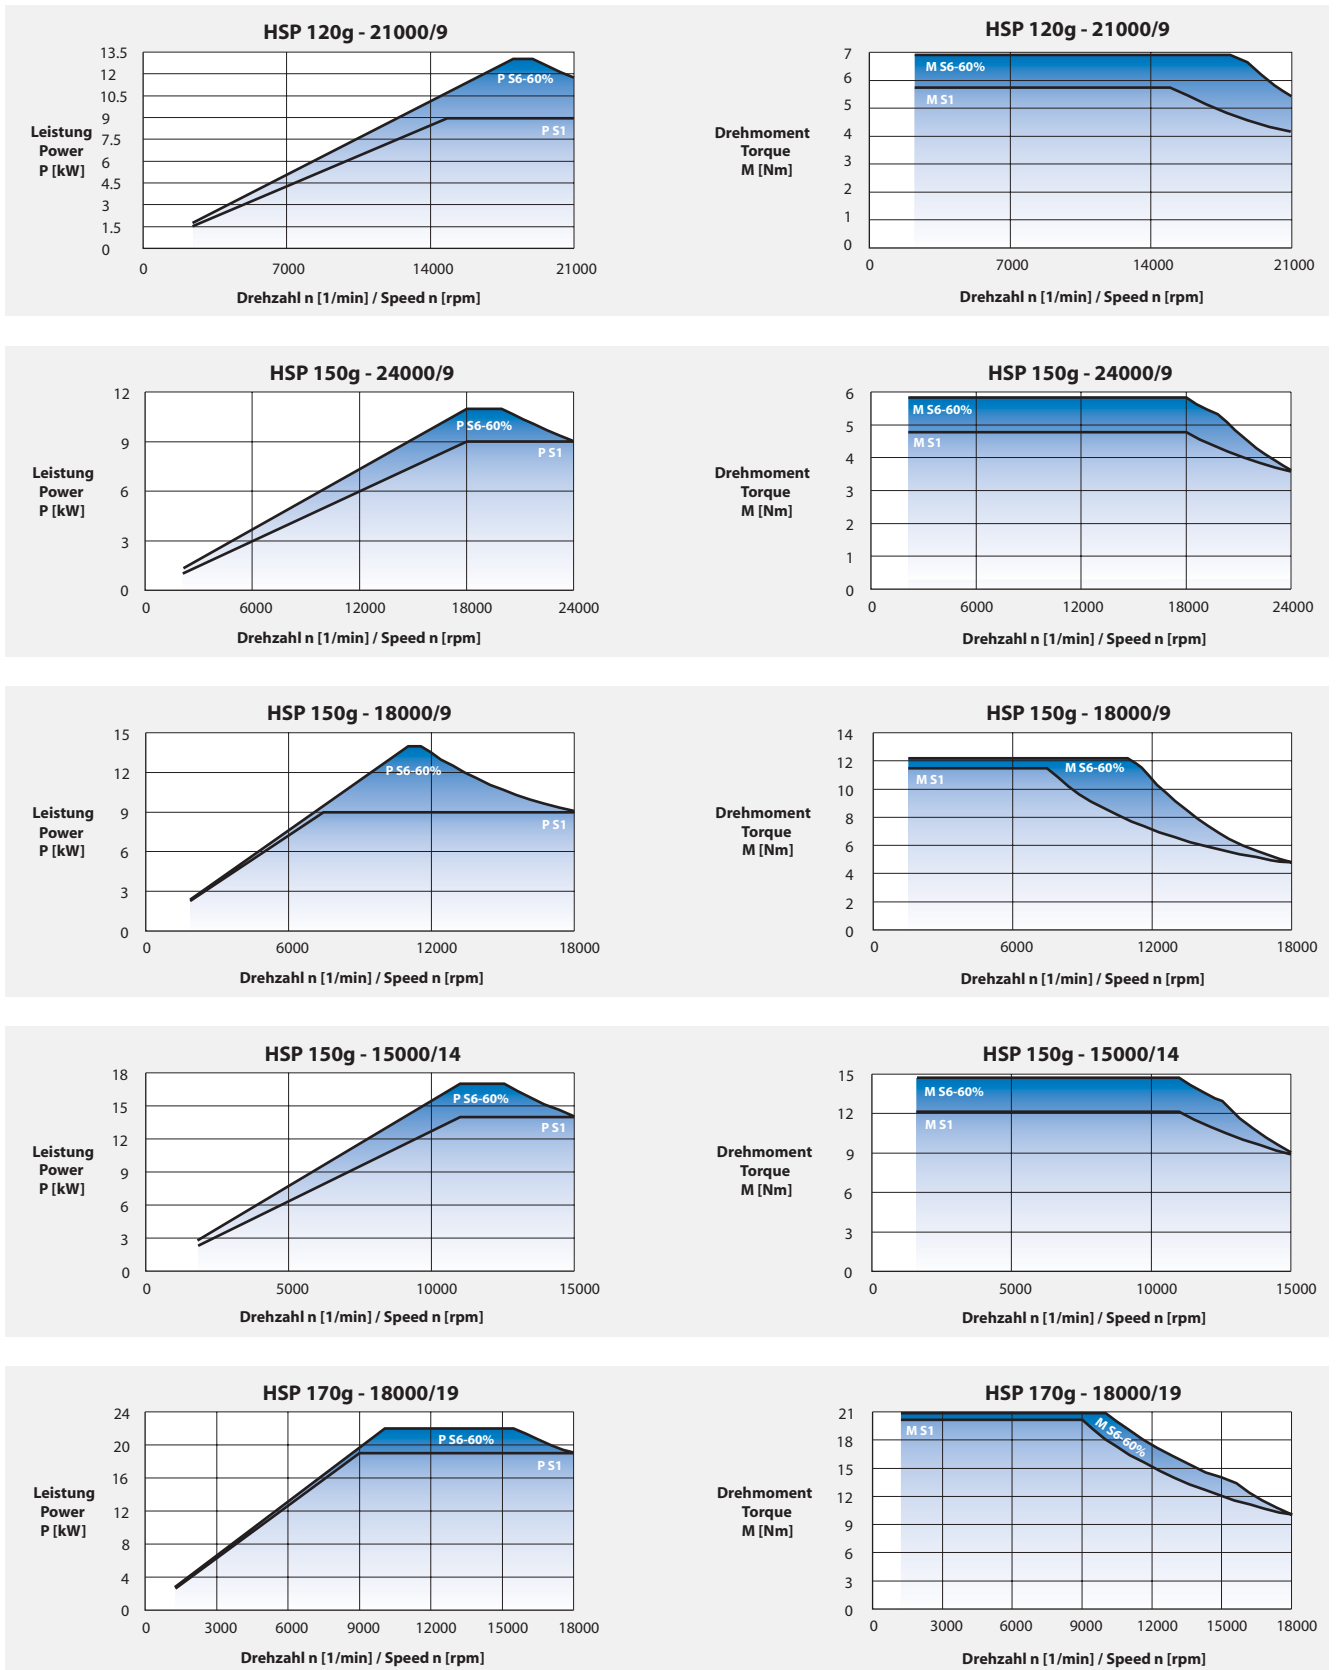 HSP 120g - 21000/9
13.5
12
10.5
9
7.5
6
4.5
3
1.5
0
Leistung
Power
P [kW]
P S6-60%
P S1
0 7000 14000 21000
Drehzahl n [1/min] / Speed n [rpm]
HSP 120g - 21000/9
7
6
5
4
3
2
1
0
Drehmoment
Torque
M [Nm]
M S6-60%
M S1
0 7000 14000 21000
Drehzahl n [1/min] / Speed n [rpm]
HSP 150g - 24000/9
12
9
6
3
0
Leistung
Power
P [kW]
P S6-60%
P S1
0 6000 12000 18000 24000
Drehzahl n [1/min] / Speed n [rpm]
HSP 150g - 24000/9
6
5
4
3
2
1
0
Drehmoment
Torque
M [Nm]
M S6-60%
M S1
0 6000 12000 18000 24000
Drehzahl n [1/min] / Speed n [rpm]
HSP 150g - 18000/9
15
12
9
6
3
0
Leistung
Power
P [kW]
P S6-60%
P S1
0 6000 12000 18000
Drehzahl n [1/min] / Speed n [rpm]
HSP 150g - 18000/9
14
12
10
8
6
4
2
0
Drehmoment
Torque
M [Nm]
M S6-60%
M S1
0 6000 12000 18000
Drehzahl n [1/min] / Speed n [rpm]
HSP 150g - 15000/14
18
15
12
9
6
3
0
Leistung
Power
P [kW]
P S6-60%
P S1
0 5000 10000 15000
Drehzahl n [1/min] / Speed n [rpm]
HSP 150g - 15000/14
15
12
9
6
3
0
Drehmoment
Torque
M [Nm]
M S6-60%
M S1
0 5000 10000 15000
Drehzahl n [1/min] / Speed n [rpm]
HSP 170g - 18000/19
24
20
16
12
8
4
0
Leistung
Power
P [kW]
P S6-60%
P S1
0 3000 6000 9000 12000 15000 18000
Drehzahl n [1/min] / Speed n [rpm]
HSP 170g - 18000/19
21
18
15
12
9
6
3
0
Drehmoment
Torque
M [Nm]
M S1
M S6-60%
0 3000 6000 9000 12000 15000 18000
Drehzahl n [1/min] / Speed n [rpm]